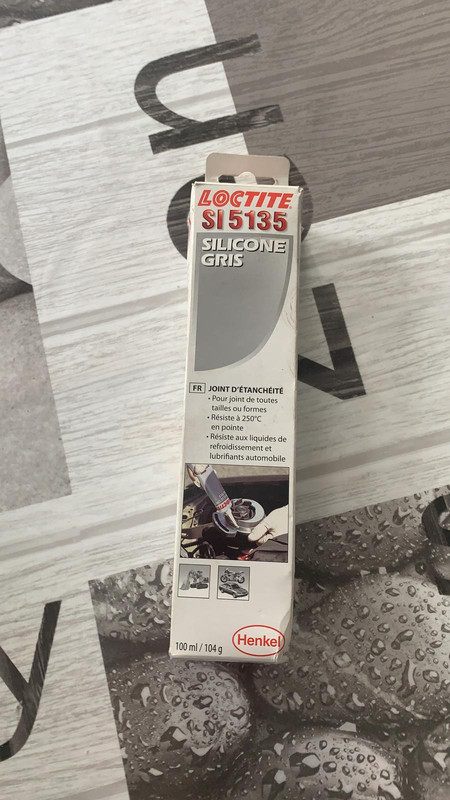 LOCTITE
SI 5135
SILICONE
GRIS
FR JOINT D'ÉTANCHÉITÉ
• Pour joint de toutes
tailles ou formes
• Résiste à 250°C
en pointe
• Résiste aux liquides de
refroidissement et
lubrifiants automobile
100 ml / 104 g
Henkel